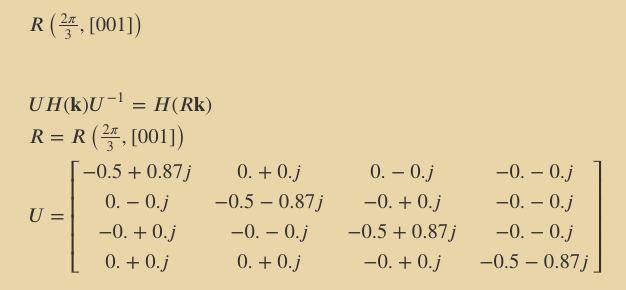 R (2π/3, [001])
UH(k)U⁻¹ = H(Rk)
R = R (2π/3, [001])
U = [ −0.5 + 0.87j 0. + 0.j 0. − 0.j −0. − 0.j
0. − 0.j −0.5 − 0.87j −0. + 0.j −0. − 0.j
−0. + 0.j −0. − 0.j −0.5 + 0.87j −0. − 0.j
0. + 0.j 0. + 0.j −0. + 0.j −0.5 − 0.87j ]